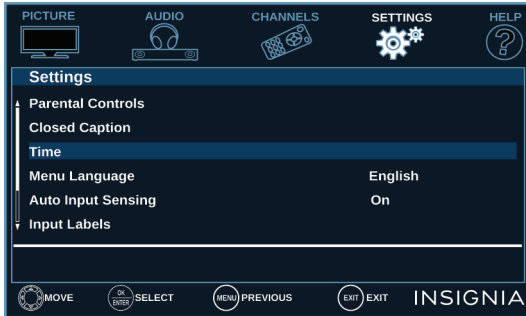 PICTURE AUDIO CHANNELS SETTINGS HELP
?
Settings
Parental Controls
Closed Caption
Time
Menu Language English
Auto Input Sensing On
Input Labels
MOVE OK ENTER SELECT MENU PREVIOUS EXIT EXIT INSIGNIA